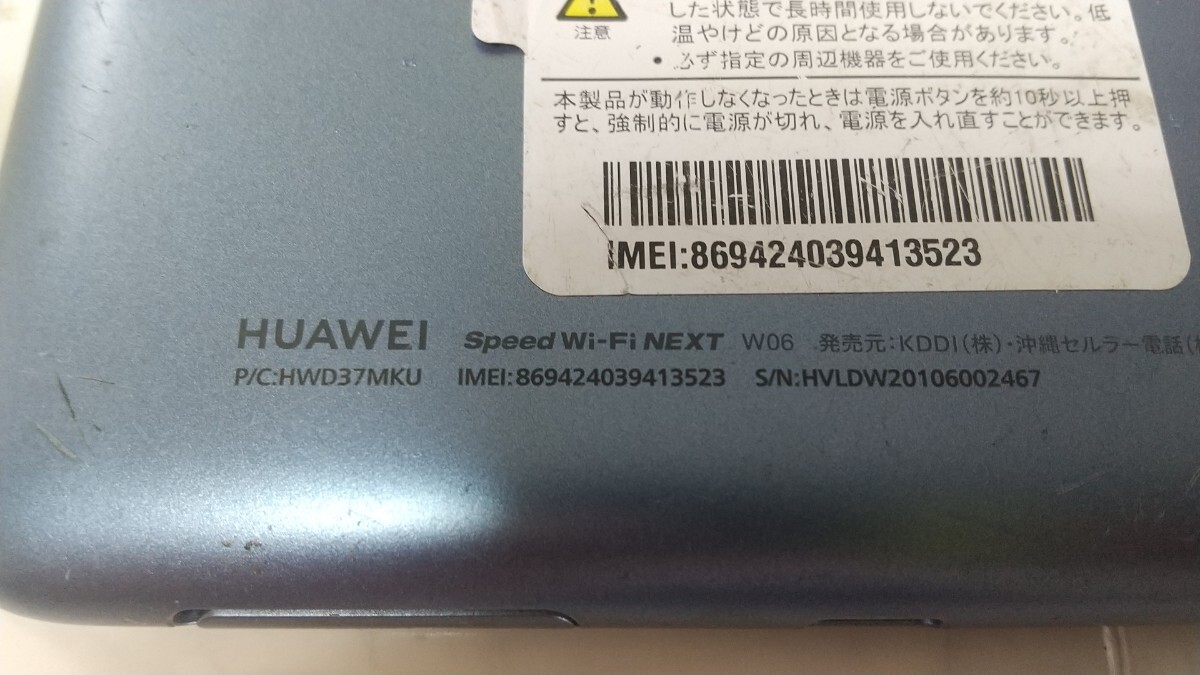 した状態で長時間使用しないでください。低
温やけどの原因となる場合があります。
注意
• 必ず指定の周辺機器をご使用ください。
本製品が動作しなくなったときは電源ボタンを約10秒以上押
すと、強制的に電源が切れ、電源を入れ直すことができます。
IMEI:869424039413523
HUAWEI Speed Wi-Fi NEXT W06 発売元:KDDI(株)・沖縄セルラー電話(株
P/C:HWD37MKU IMEI:869424039413523 S/N:HVLDW20106002467